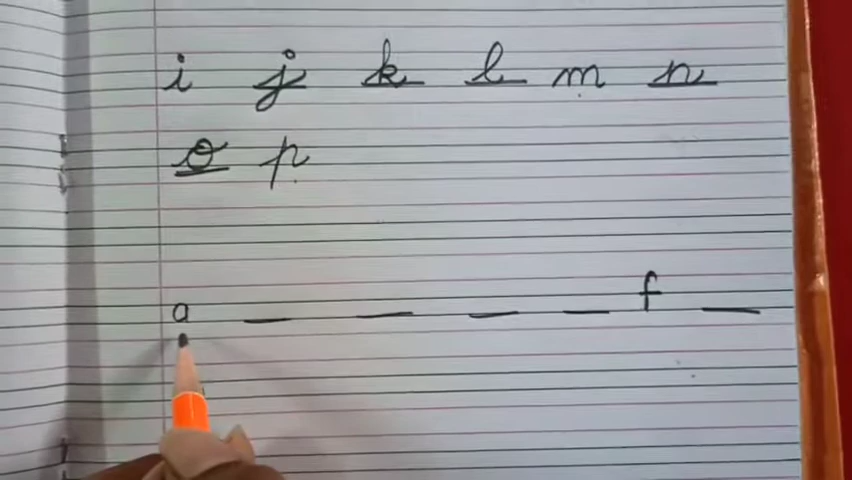 i j k l m n
o p
a _ _ _ _ f _